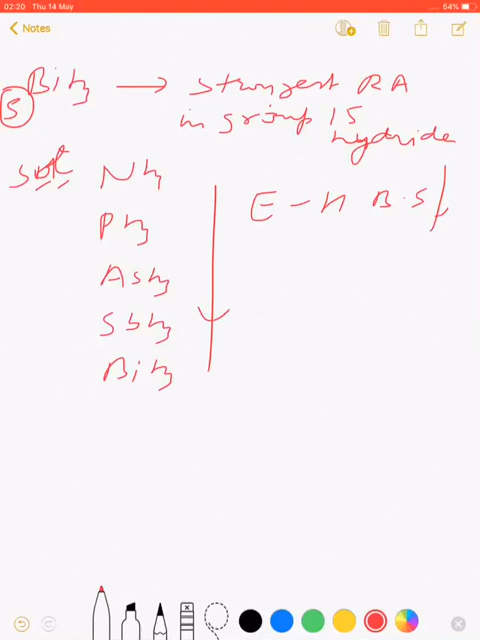 02:20 Thu 14 May
54%
Notes
5 BiH3 → strongest RA
in group 15
hydride
Sol
NH3
E-H B.S ↓
PH3
AsH3
SbH3
BiH3